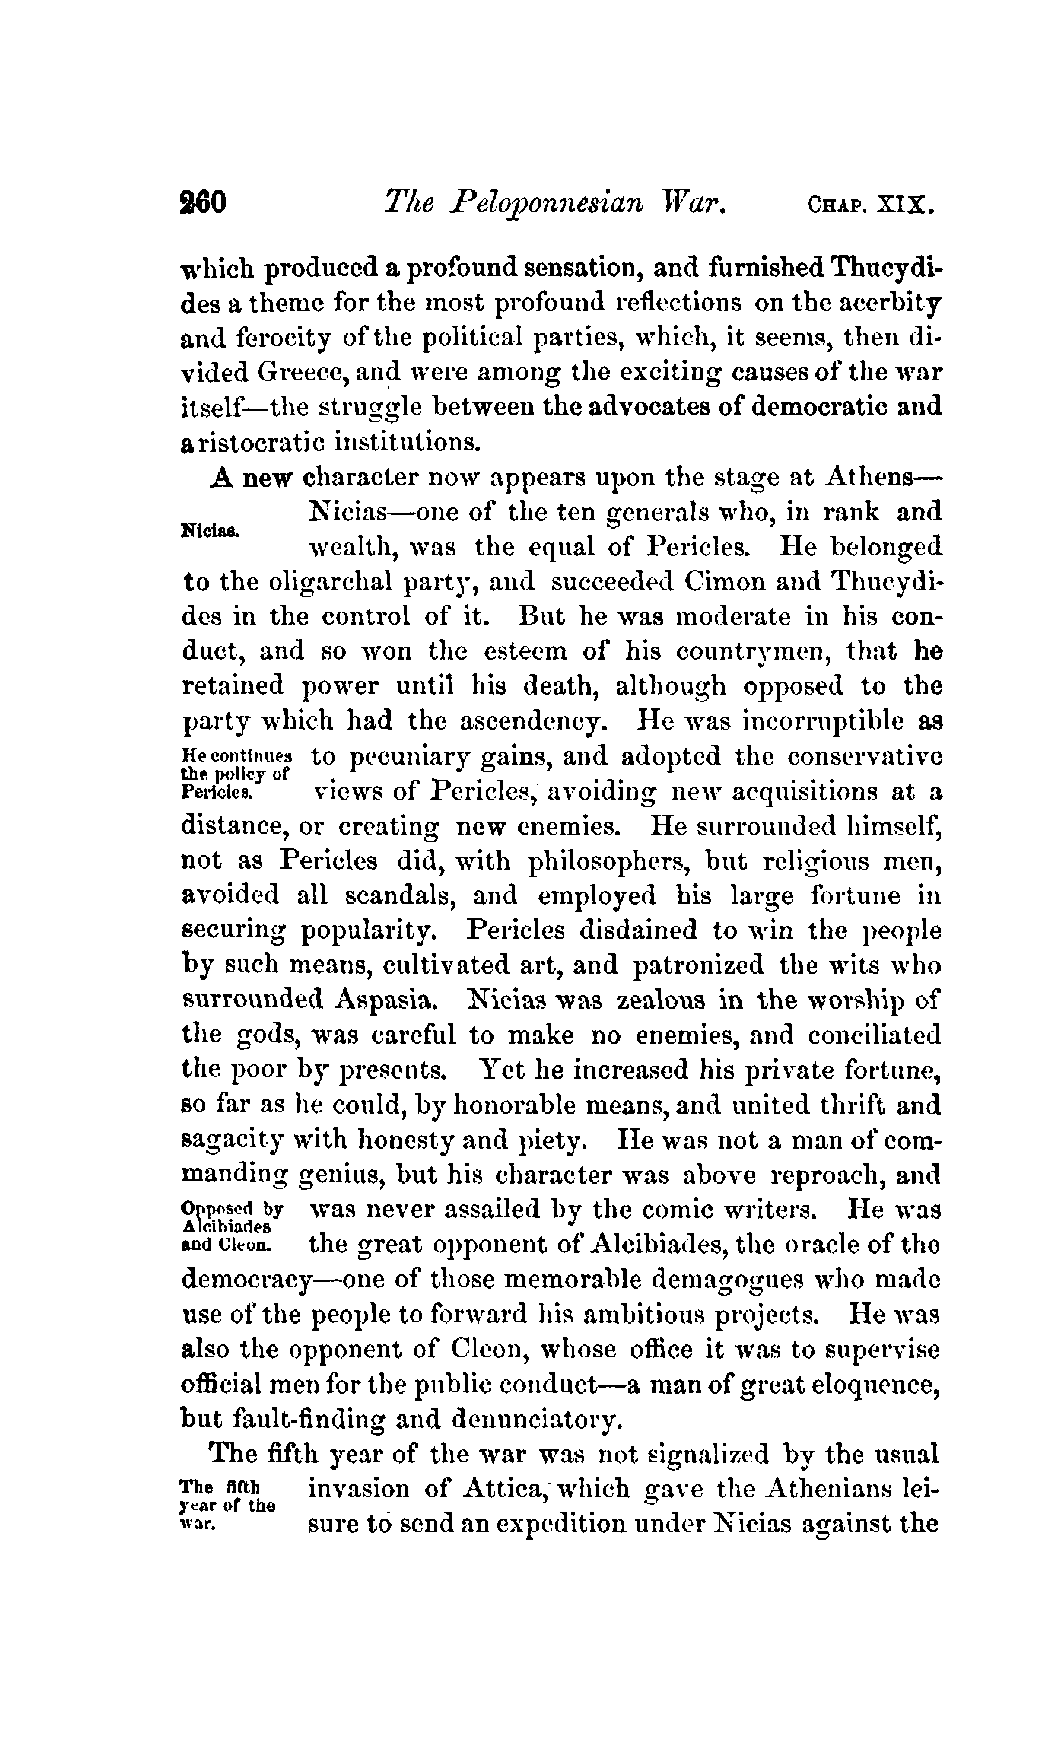 260 The Peloponnesian War. CHAP. XIX.
which produced a profound sensation, and furnished Thucydi-
des a theme for the most profound reflections on the acerbity
and ferocity of the political parties, which, it seems, then di-
vided Greece, and were among the exciting causes of the war
itself—the struggle between the advocates of democratic and
aristocratic institutions.
A new character now appears upon the stage at Athens—
Nicias—one of the ten generals who, in rank and
Nicias.
wealth, was the equal of Pericles. He belonged
to the oligarchal party, and succeeded Cimon and Thucydi-
des in the control of it. But he was moderate in his con-
duct, and so won the esteem of his countrymen, that he
retained power until his death, although opposed to the
party which had the ascendency. He was incorruptible as
He continues
the policy of
Pericles.
to pecuniary gains, and adopted the conservative
views of Pericles, avoiding new acquisitions at a
distance, or creating new enemies. He surrounded himself,
not as Pericles did, with philosophers, but religious men,
avoided all scandals, and employed his large fortune in
securing popularity. Pericles disdained to win the people
by such means, cultivated art, and patronized the wits who
surrounded Aspasia. Nicias was zealous in the worship of
the gods, was careful to make no enemies, and conciliated
the poor by presents. Yet he increased his private fortune,
so far as he could, by honorable means, and united thrift and
sagacity with honesty and piety. He was not a man of com-
manding genius, but his character was above reproach, and
Opposed by
Alcibiades
and Cleon.
was never assailed by the comic writers. He was
the great opponent of Alcibiades, the oracle of the
democracy—one of those memorable demagogues who made
use of the people to forward his ambitious projects. He was
also the opponent of Cleon, whose office it was to supervise
official men for the public conduct—a man of great eloquence,
but fault-finding and denunciatory.
The fifth year of the war was not signalized by the usual
The fifth
year of the
war.
invasion of Attica, which gave the Athenians lei-
sure to send an expedition under Nicias against the